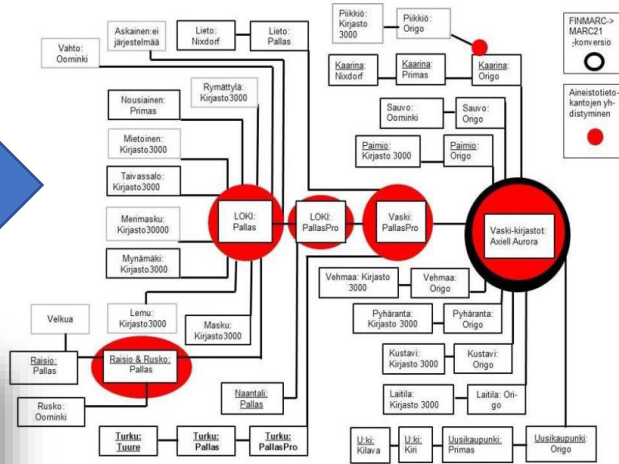 Askainen:ei
järjestelmä
Vahto:
Oominki
Lieto:
Nixdorf
Lieto:
Pallas
Piikkiö:
Kirjasto
3000
Piikkiö:
Origo
FINMARC->
MARC21
-konversio
Kaarina:
Nixdorf
Kaarina:
Primas
Kaarina:
Origo
Aineistotieto-
kantojen yh-
distyminen
Nousiainen:
Primas
Rymättylä:
Kirjasto3000
Sauvo:
Oominki
Sauvo:
Origo
Mietoinen:
Kirjasto3000
Paimio:
Kirjasto 3000
Paimio:
Origo
Taivassalo:
Kirjasto3000
Merimasku:
Kirjasto30000
LOKI:
Pallas
LOKI:
PallasPro
Vaski:
PallasPro
Vaski-kirjastot:
Axiell Aurora
Mynämäki:
Kirjasto3000
Vehmaa: Kirjasto
3000
Vehmaa:
Origo
Velkua
Lemu:
Kirjasto3000
Masku:
Kirjasto3000
Pyhäranta:
Kirjasto 3000
Pyhäranta:
Origo
Raisio:
Pallas
Raisio & Rusko:
Pallas
Kustavi:
Kirjasto 3000
Kustavi:
Origo
Rusko:
Oominki
Naantali:
Pallas
Laitila:
Kirjasto 3000
Laitila: Ori-
go
Turku:
Tuure
Turku:
Pallas
Turku:
PallasPro
U:ki:
Kilava
U:ki:
Kiri
Uusikaupunki:
Primas
Uusikaupunki:
Origo